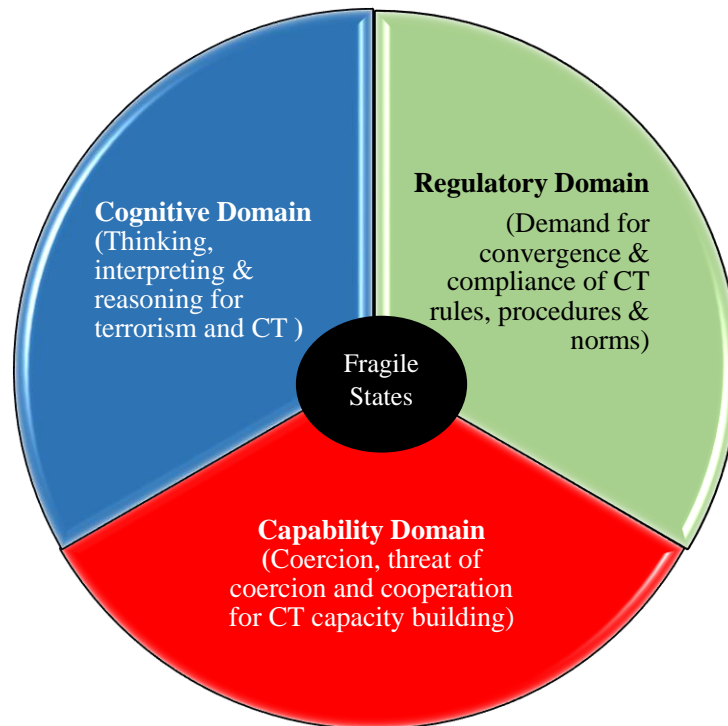 Cognitive Domain
(Thinking,
interpreting &
reasoning for
terrorism and CT )
Regulatory Domain
(Demand for
convergence &
compliance of CT
rules, procedures &
norms)
Fragile
States
Capability Domain
(Coercion, threat of
coercion and cooperation
for CT capacity building)